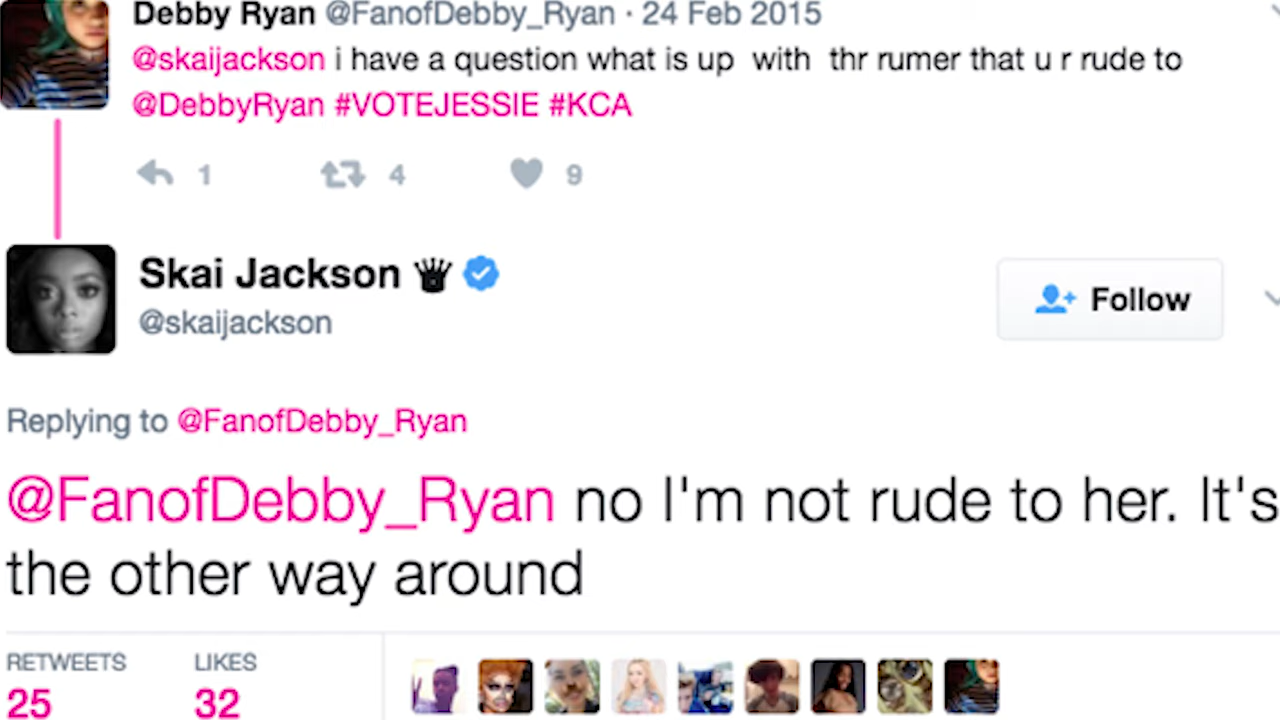 Debby Ryan @FanofDebby_Ryan · 24 Feb 2015
@skaijackson i have a question what is up with thr rumer that u r rude to
@DebbyRyan #VOTEJESSIE #KCA
1 4 9
Skai Jackson
@skaijackson
Follow
Replying to @FanofDebby_Ryan
@FanofDebby_Ryan no I'm not rude to her. It's
the other way around
RETWEETS LIKES
25 32